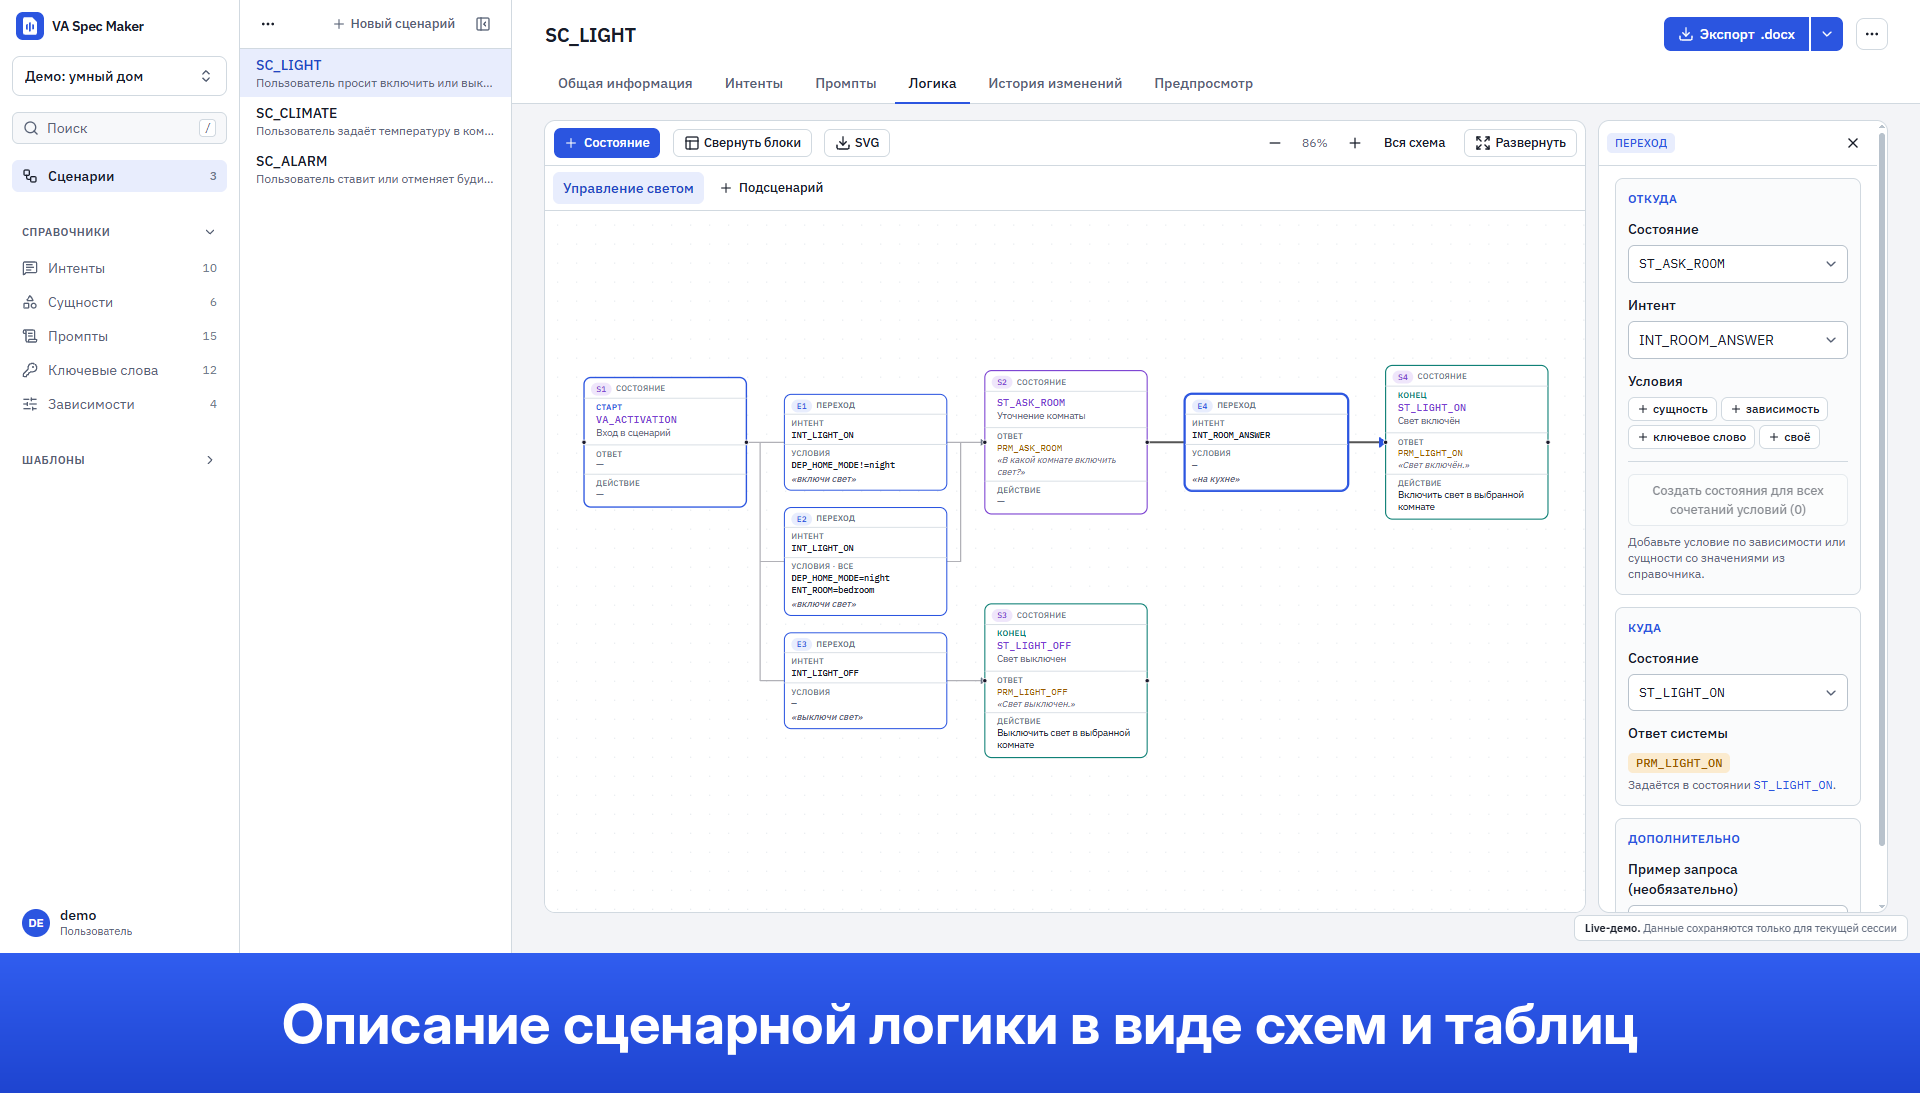 VA Spec Maker
Демо: умный дом
Поиск
/
Сценарии 3
СПРАВОЧНИКИ
Интенты 10
Сущности 6
Промпты 15
Ключевые слова 12
Зависимости 4
ШАБЛОНЫ
DE
demo
Пользователь
+ Новый сценарий
SC_LIGHT
Пользователь просит включить или вык...
SC_CLIMATE
Пользователь задаёт температуру в ком...
SC_ALARM
Пользователь ставит или отменяет буди...
SC_LIGHT
Экспорт .docx
Общая информация Интенты Промпты Логика История изменений Предпросмотр
+ Состояние Свернуть блоки SVG
— 86% + Вся схема Развернуть
Управление светом + Подсценарий
S1 СОСТОЯНИЕ
СТАРТ
VA_ACTIVATION
Вход в сценарий
ОТВЕТ
—
ДЕЙСТВИЕ
—
E1 ПЕРЕХОД
ИНТЕНТ
INT_LIGHT_ON
УСЛОВИЯ
DEP_HOME_MODE!=night
«включи свет»
E2 ПЕРЕХОД
ИНТЕНТ
INT_LIGHT_ON
УСЛОВИЯ · ВСЕ
DEP_HOME_MODE=night
ENT_ROOM=bedroom
«включи свет»
E3 ПЕРЕХОД
ИНТЕНТ
INT_LIGHT_OFF
УСЛОВИЯ
—
«выключи свет»
S2 СОСТОЯНИЕ
ST_ASK_ROOM
Уточнение комнаты
ОТВЕТ
PRM_ASK_ROOM
«В какой комнате включить
свет?»
ДЕЙСТВИЕ
—
S3 СОСТОЯНИЕ
КОНЕЦ
ST_LIGHT_OFF
Свет выключен
ОТВЕТ
PRM_LIGHT_OFF
«Свет выключен.»
ДЕЙСТВИЕ
Выключить свет в выбранной
комнате
E4 ПЕРЕХОД
ИНТЕНТ
INT_ROOM_ANSWER
УСЛОВИЯ
—
«на кухне»
S4 СОСТОЯНИЕ
КОНЕЦ
ST_LIGHT_ON
Свет включён
ОТВЕТ
PRM_LIGHT_ON
«Свет включён.»
ДЕЙСТВИЕ
Включить свет в выбранной
комнате
ПЕРЕХОД
ОТКУДА
Состояние
ST_ASK_ROOM
Интент
INT_ROOM_ANSWER
Условия
+ сущность + зависимость
+ ключевое слово + своё
Создать состояния для всех
сочетаний условий (0)
Добавьте условие по зависимости или
сущности со значениями из
справочника.
КУДА
Состояние
ST_LIGHT_ON
Ответ системы
PRM_LIGHT_ON
Задаётся в состоянии ST_LIGHT_ON.
ДОПОЛНИТЕЛЬНО
Пример запроса
(необязательно)
Live-демо. Данные сохраняются только для текущей сессии
Описание сценарной логики в виде схем и таблиц